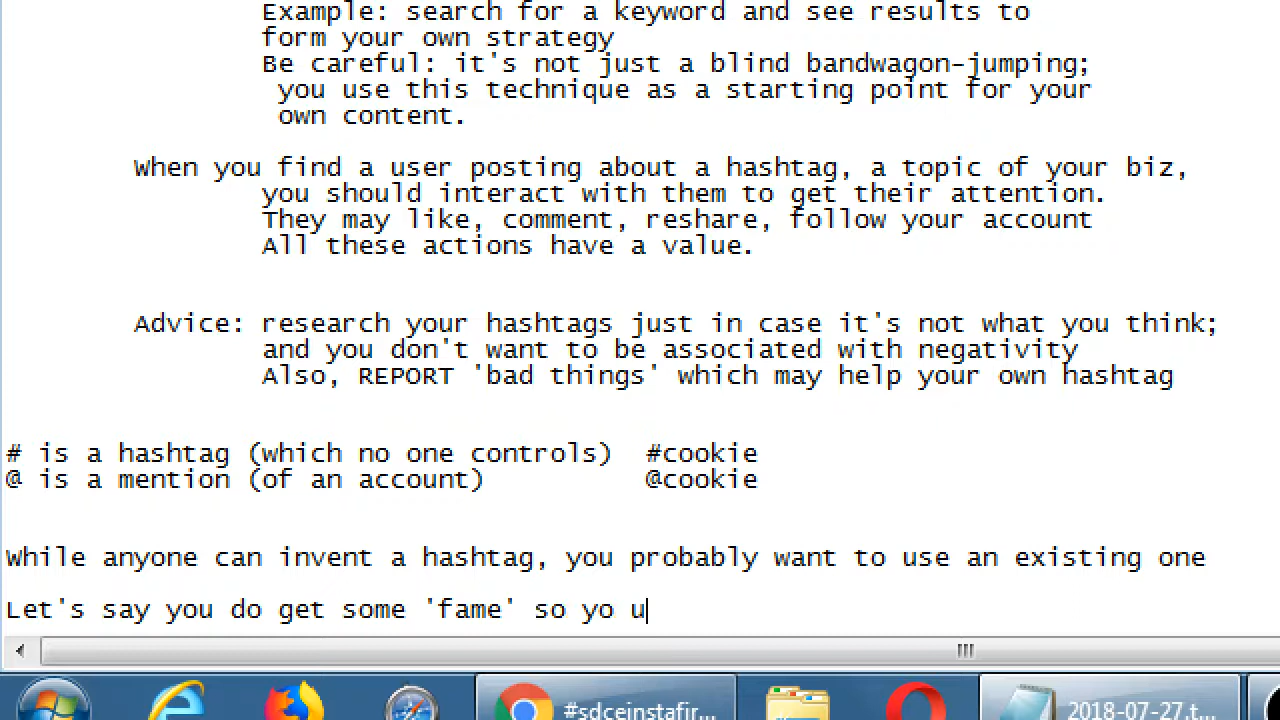 Example: search for a keyword and see results to
form your own strategy
Be careful: it's not just a blind bandwagon-jumping;
you use this technique as a starting point for your
own content.
When you find a user posting about a hashtag, a topic of your biz,
you should interact with them to get their attention.
They may like, comment, reshare, follow your account
All these actions have a value.
Advice: research your hashtags just in case it's not what you think;
and you don't want to be associated with negativity
Also, REPORT 'bad things' which may help your own hashtag
# is a hashtag (which no one controls) #cookie
@ is a mention (of an account) @cookie
While anyone can invent a hashtag, you probably want to use an existing one
Let's say you do get some 'fame' so yo u
#sdceinstafir... 2018-07-27.t...